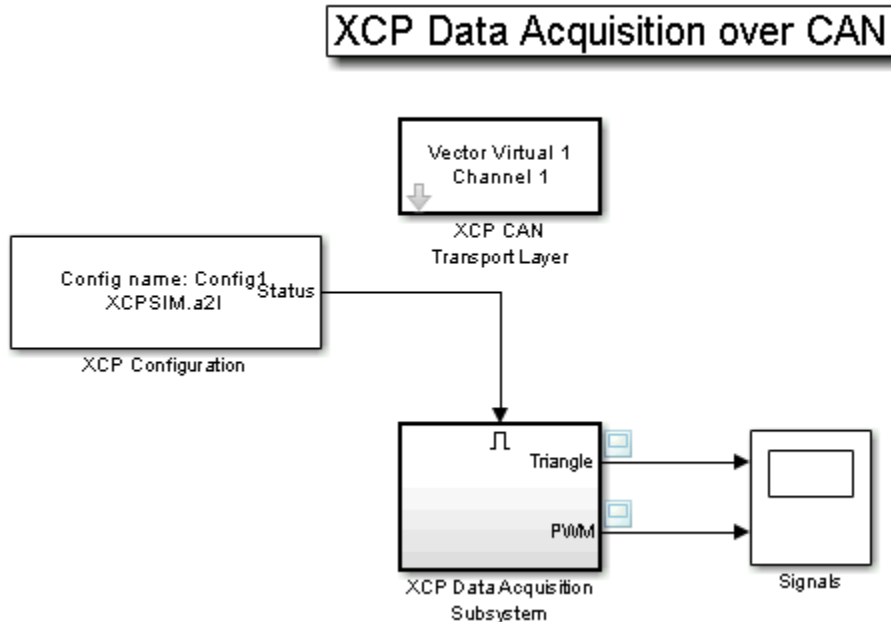 XCP Data Acquisition over CAN
Vector Virtual 1
Channel 1
XCP CAN
Transport Layer
Config name: Config1
XCPSIM.a2l
Status
XCP Configuration
Triangle
PWM
XCP Data Acquisition
Subsystem
Signals